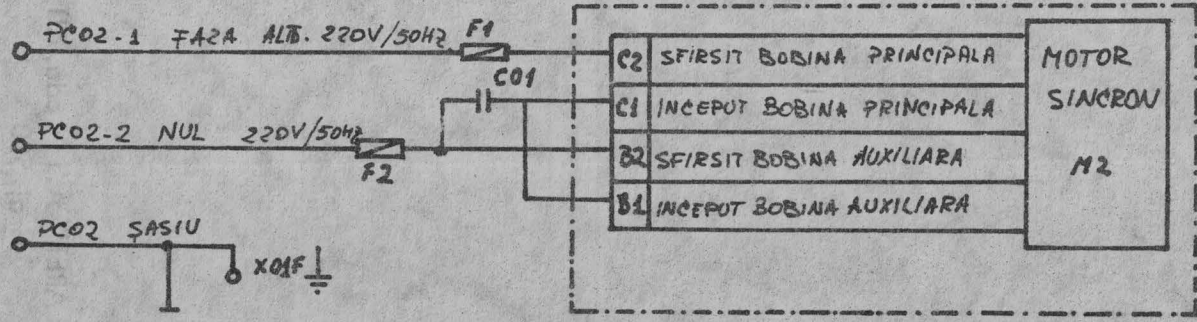 PC02-1 FAZA ALT. 220V/50HZ F1
C01
PC02-2 NUL 220V/50HZ
F2
PC02 ŞASIU
X01F
C2 SFIRSIT BOBINA PRINCIPALA
C1 INCEPUT BOBINA PRINCIPALA
B2 SFIRSIT BOBINA AUXILIARA
B1 INCEPUT BOBINA AUXILIARA
MOTOR
SINCRON
M2